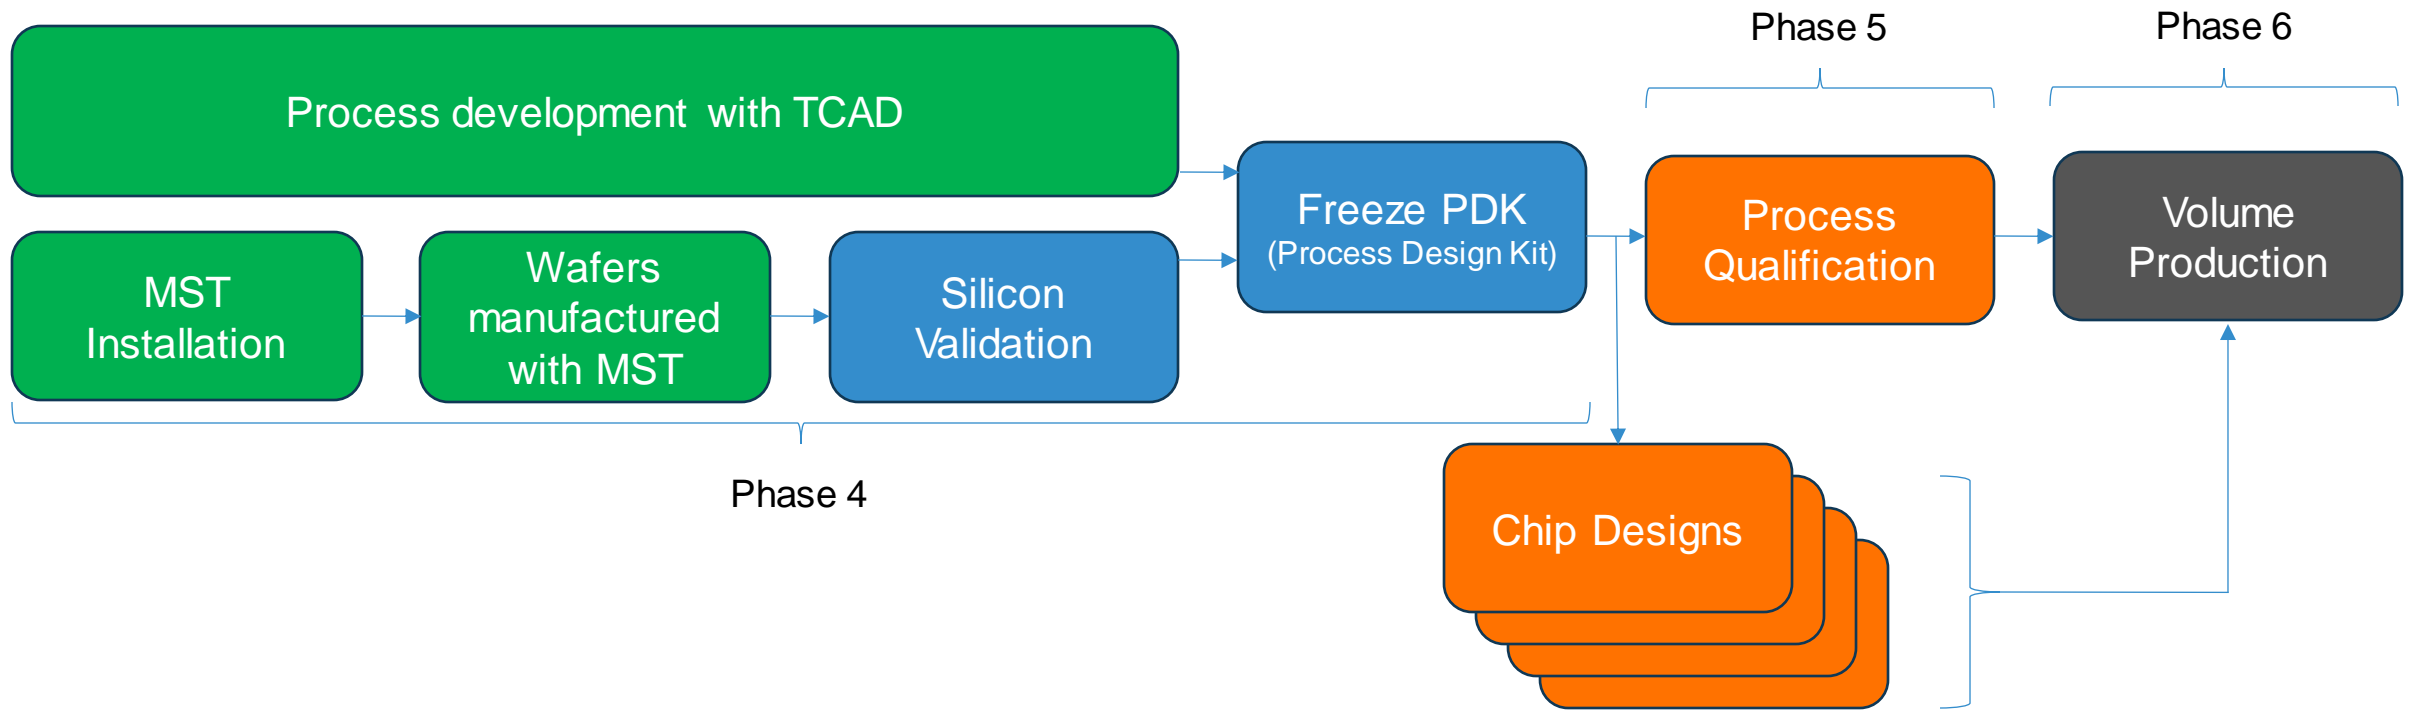 Phase 5
Phase 6
Process development with TCAD
Freeze PDK
(Process Design Kit)
Process
Qualification
Volume
Production
MST
Installation
Wafers
manufactured
with MST
Silicon
Validation
Phase 4
Chip Designs